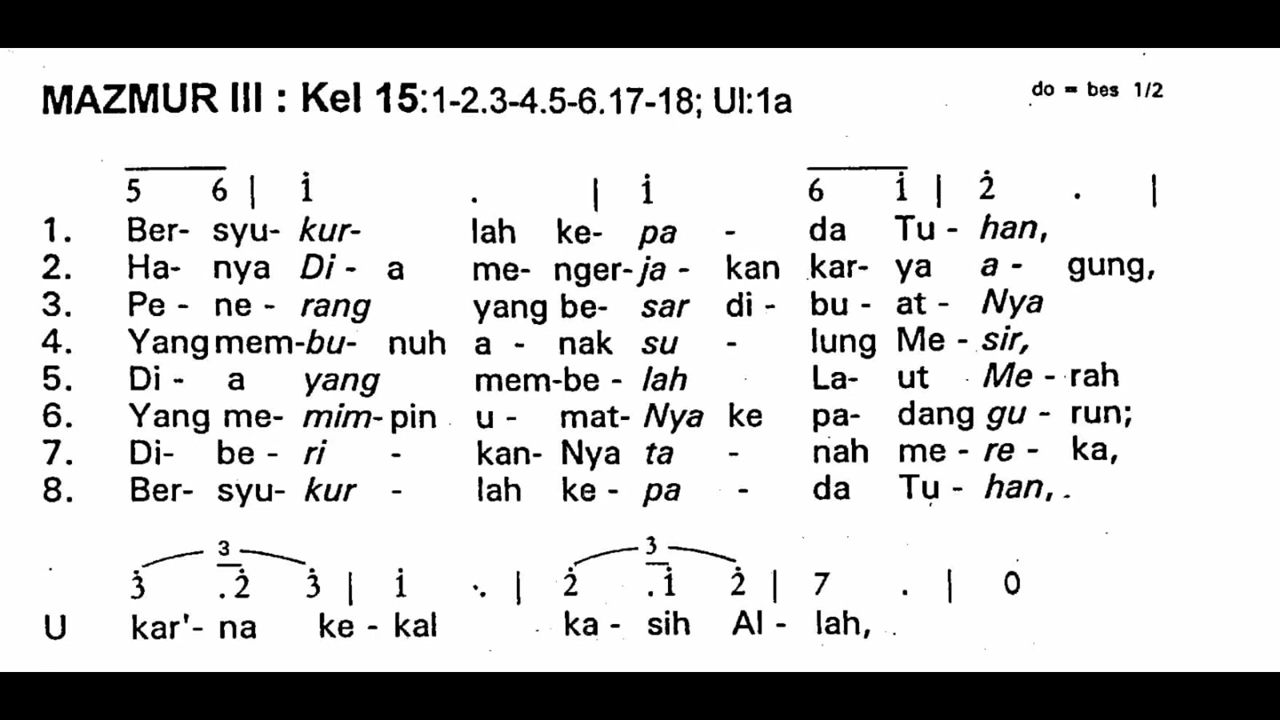 MAZMUR III : Kel 15:1-2.3-4.5-6.17-18; Ul:1a do = bes 1/2
5 6 | 1̇ . | 1̇ 6 1̇ | 2̇ . |
1. Ber- syu- kur- lah ke- pa - da Tu - han,
2. Ha- nya Di - a me- nger- ja - kan kar- ya a - gung,
3. Pe - ne - rang yang be- sar di - bu - at - Nya
4. Yang mem-bu- nuh a - nak su - lung Me - sir,
5. Di - a yang mem-be - lah La- ut Me - rah
6. Yang me- mim- pin u - mat- Nya ke pa- dang gu - run;
7. Di- be - ri - kan- Nya ta - nah me - re - ka,
8. Ber- syu- kur - lah ke - pa - da Tu - han,
3 3
3̇ .2̇ 3̇ | 1̇ . | 2̇ .1̇ 2̇ | 7 . | 0
U kar'- na ke - kal ka - sih Al - lah,